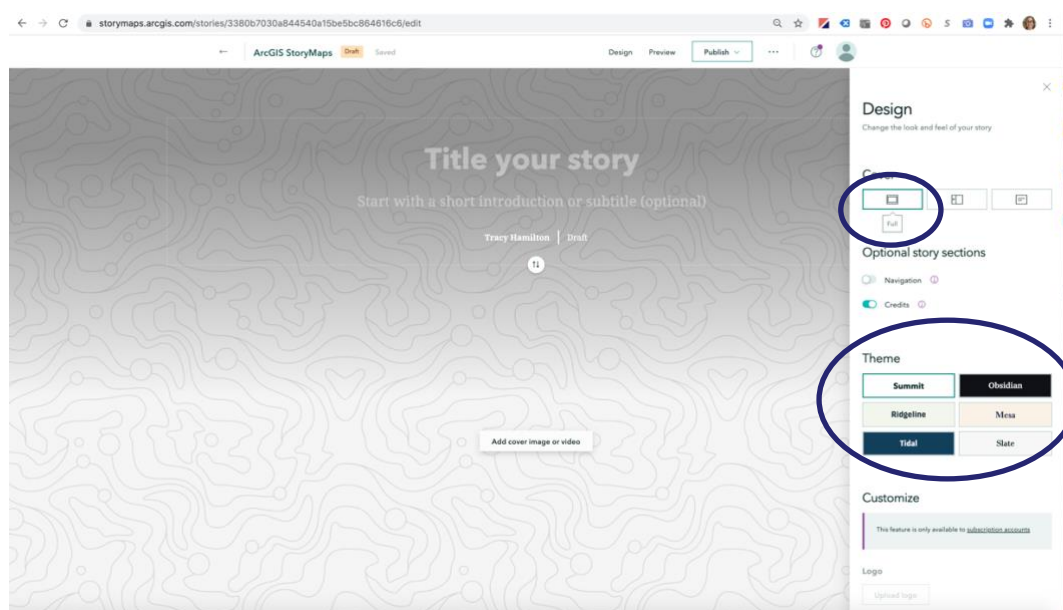 storymaps.arcgis.com/stories/3380b7030a844540a15be5bc864616c6/edit
ArcGIS StoryMaps Draft Saved Design Preview Publish
Design
Change the look and feel of your story
Title your story
Start with a short introduction or subtitle (optional)
Tracy Hamilton | Draft
Cover
Full
Optional story sections
Navigation
Credits
Theme
Summit Obsidian
Ridgeline Mesa
Tidal Slate
Add cover image or video
Customize
This feature is only available to subscription accounts
Logo
Upload logo